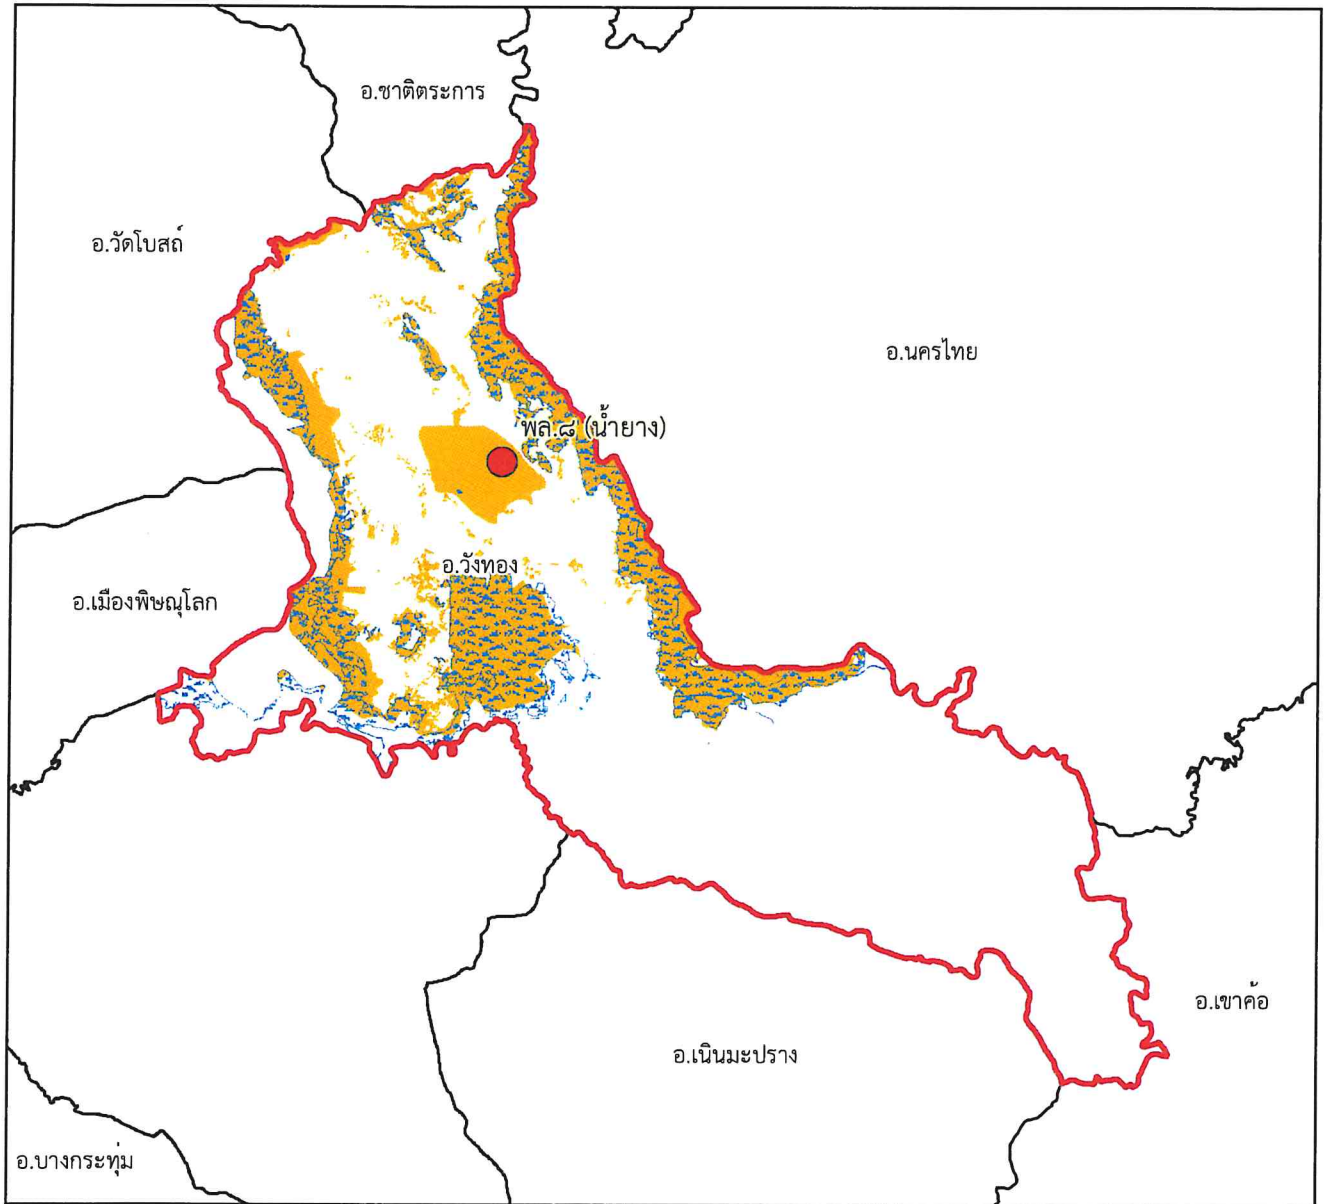 อ.ชาติตระการ
อ.วัดโบสถ์
อ.นครไทย
พล.๘ (น้ำยาง)
อ.วังทอง
อ.เมืองพิษณุโลก
อ.เขาค้อ
อ.เนินมะปราง
อ.บางกระทุ่ม